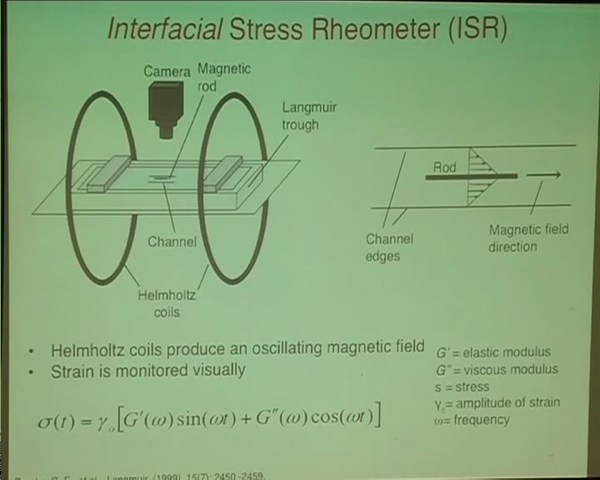 Interfacial Stress Rheometer (ISR)
Camera
Magnetic
rod
Langmuir
trough
Channel
Helmholtz
coils
Rod
Channel
edges
Magnetic field
direction
• Helmholtz coils produce an oscillating magnetic field
• Strain is monitored visually
σ(t) = γₒ[G′(ω)sin(ωt) + G″(ω)cos(ωt)]
G' = elastic modulus
G" = viscous modulus
s = stress
γₒ = amplitude of strain
ω= frequency
Langmuir (1999) 15(7): 2450-2459.